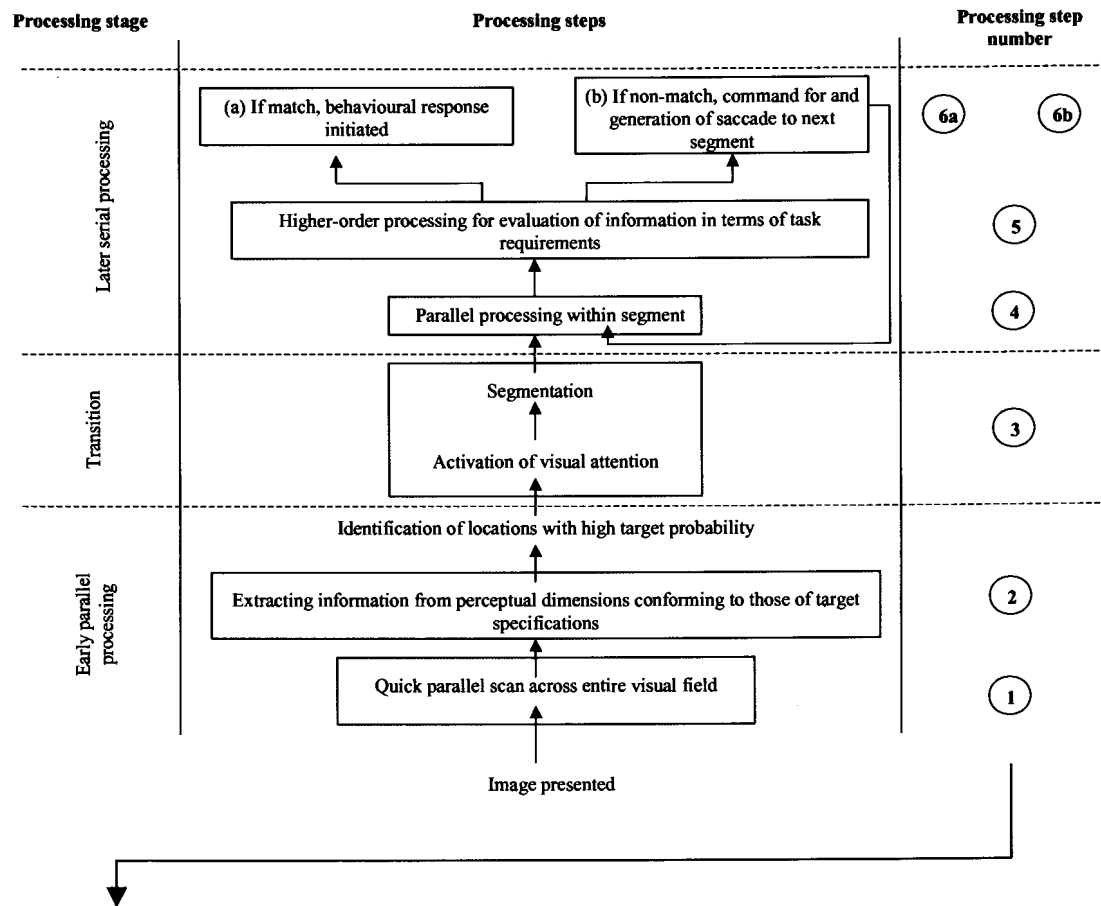 Processing stage
Processing steps
Processing step
number
Later serial processing
(a) If match, behavioural response
initiated
(b) If non-match, command for and
generation of saccade to next
segment
6a
6b
Higher-order processing for evaluation of information in terms of task
requirements
5
Parallel processing within segment
4
Transition
Segmentation
Activation of visual attention
3
Early parallel
processing
Identification of locations with high target probability
Extracting information from perceptual dimensions conforming to those of target
specifications
2
Quick parallel scan across entire visual field
1
Image presented